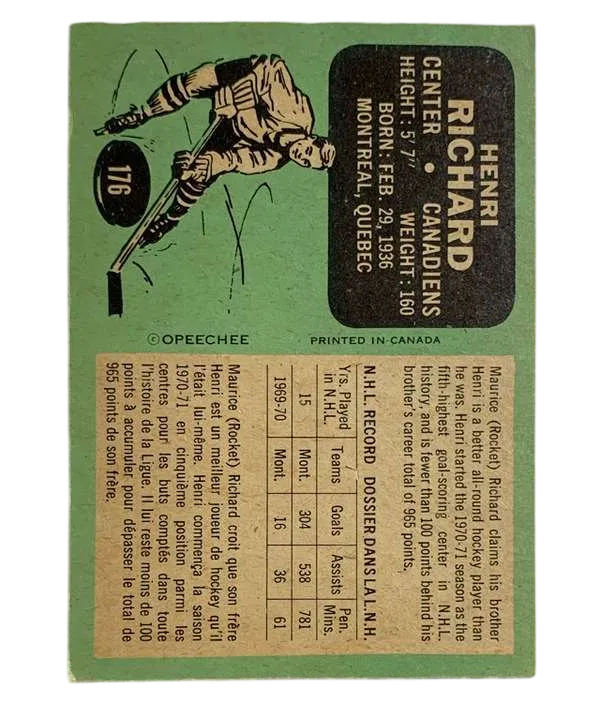 HENRI
RICHARD
CENTER • CANADIENS
HEIGHT: 5'7" WEIGHT: 160
BORN: FEB. 29, 1936
MONTREAL, QUEBEC
176
© OPEECHEE PRINTED IN CANADA
Maurice (Rocket) Richard claims his brother
Henri is a better all-round hockey player than
he was. Henri started the 1970-71 season as the
fifth-highest goal-scoring center in N.H.L.
history, and is fewer than 100 points behind his
brother's career total of 965 points.
N.H.L. RECORD DOSSIER DANS LA L.N.H.
Yrs. Played in N.H.L. Teams Goals Assists Pen. Mins.
15 Mont. 304 538 781
1969-70 Mont. 16 36 61
Maurice (Rocket) Richard croit que son frère
Henri est un meilleur joueur de hockey qu'il
l'était lui-même. Henri commença la saison
1970-71 en cinquième position parmi les
centres pour les buts comptés dans toute
l'histoire de la Ligue. Il lui reste moins de 100
points à accumuler pour dépasser le total de
965 points de son frère.